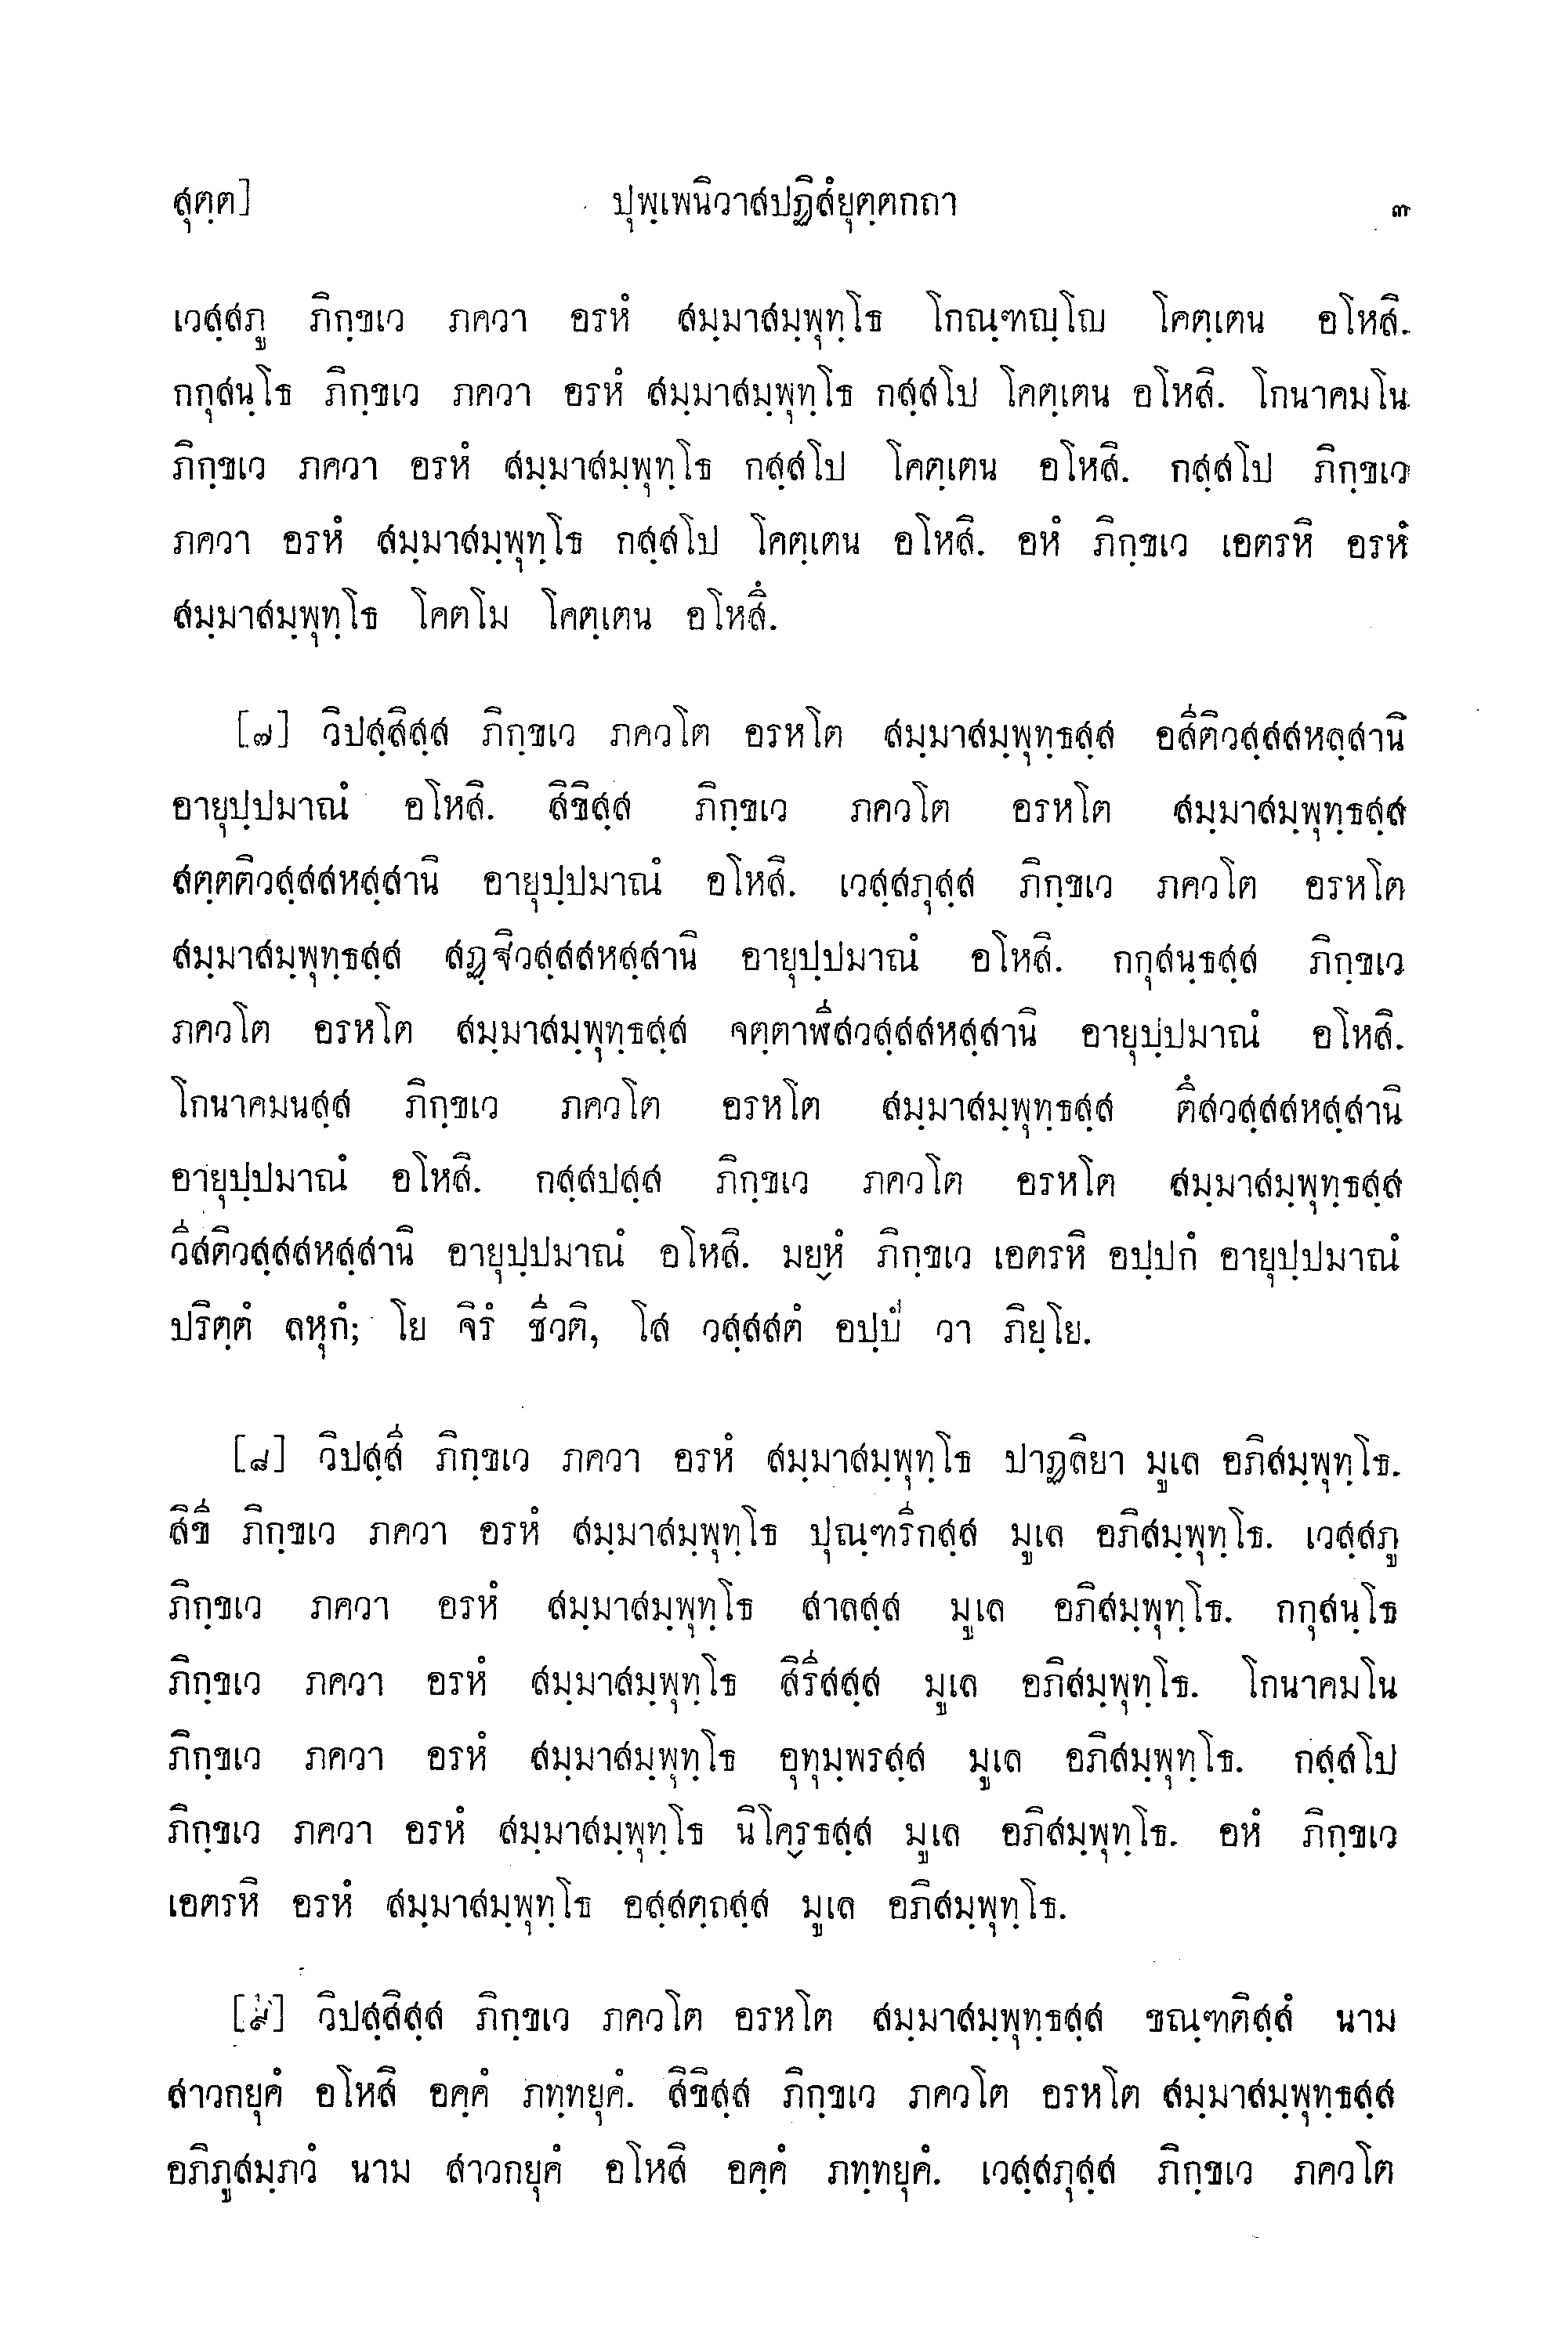 สุตฺต] ปุพฺเพนิวาสปฏิสํยุตฺตกถา ๓
เวสฺสภู ภิกฺขเว ภควา อรหํ สมฺมาสมฺพุทฺโธ โกณฺฑญฺโญ โคตฺเตน อโหสิ.
กกุสนฺโธ ภิกฺขเว ภควา อรหํ สมฺมาสมฺพุทฺโธ กสฺสโป โคตฺเตน อโหสิ. โกนาคมโน
ภิกฺขเว ภควา อรหํ สมฺมาสมฺพุทฺโธ กสฺสโป โคตฺเตน อโหสิ. กสฺสโป ภิกฺขเว
ภควา อรหํ สมฺมาสมฺพุทฺโธ กสฺสโป โคตฺเตน อโหสิ. อหํ ภิกฺขเว เอตรหิ อรหํ
สมฺมาสมฺพุทฺโธ โคตโม โคตฺเตน อโหสึ.
[๗] วิปสฺสิสฺส ภิกฺขเว ภควโต อรหโต สมฺมาสมฺพุทฺธสฺส อสีติวสฺสสหสฺสานิ
อายุปฺปมาณํ อโหสิ. สิขิสฺส ภิกฺขเว ภควโต อรหโต สมฺมาสมฺพุทฺธสฺส
สตฺตติวสฺสสหสฺสานิ อายุปฺปมาณํ อโหสิ. เวสฺสภุสฺส ภิกฺขเว ภควโต อรหโต
สมฺมาสมฺพุทฺธสฺส สฏฺฐิวสฺสสหสฺสานิ อายุปฺปมาณํ อโหสิ. กกุสนฺธสฺส ภิกฺขเว
ภควโต อรหโต สมฺมาสมฺพุทฺธสฺส จตฺตาฬีสวสฺสสหสฺสานิ อายุปฺปมาณํ อโหสิ.
โกนาคมนสฺส ภิกฺขเว ภควโต อรหโต สมฺมาสมฺพุทฺธสฺส ตึสวสฺสสหสฺสานิ
อายุปฺปมาณํ อโหสิ. กสฺสปสฺส ภิกฺขเว ภควโต อรหโต สมฺมาสมฺพุทฺธสฺส
วีสติวสฺสสหสฺสานิ อายุปฺปมาณํ อโหสิ. มยฺหํ ภิกฺขเว เอตรหิ อปฺปกํ อายุปฺปมาณํ
ปริตฺตํ ลหุกํ; โย จิรํ ชีวติ, โส วสฺสสตํ อปฺปํ วา ภิยฺโย.
[๘] วิปสฺสี ภิกฺขเว ภควา อรหํ สมฺมาสมฺพุทฺโธ ปาฏลิยา มูเล อภิสมฺพุทฺโธ.
สิขี ภิกฺขเว ภควา อรหํ สมฺมาสมฺพุทฺโธ ปุณฺฑรีกสฺส มูเล อภิสมฺพุทฺโธ. เวสฺสภู
ภิกฺขเว ภควา อรหํ สมฺมาสมฺพุทฺโธ สาลสฺส มูเล อภิสมฺพุทฺโธ. กกุสนฺโธ
ภิกฺขเว ภควา อรหํ สมฺมาสมฺพุทฺโธ สิรีสสฺส มูเล อภิสมฺพุทฺโธ. โกนาคมโน
ภิกฺขเว ภควา อรหํ สมฺมาสมฺพุทฺโธ อุทุมฺพรสฺส มูเล อภิสมฺพุทฺโธ. กสฺสโป
ภิกฺขเว ภควา อรหํ สมฺมาสมฺพุทฺโธ นิโคฺรธสฺส มูเล อภิสมฺพุทฺโธ. อหํ ภิกฺขเว
เอตรหิ อรหํ สมฺมาสมฺพุทฺโธ อสฺสตฺถสฺส มูเล อภิสมฺพุทฺโธ.
[๙] วิปสฺสิสฺส ภิกฺขเว ภควโต อรหโต สมฺมาสมฺพุทฺธสฺส ขณฺฑติสฺสํ นาม
สาวกยุคํ อโหสิ อคฺคํ ภทฺทยุคํ. สิขิสฺส ภิกฺขเว ภควโต อรหโต สมฺมาสมฺพุทฺธสฺส
อภิภูสมฺภวํ นาม สาวกยุคํ อโหสิ อคฺคํ ภทฺทยุคํ. เวสฺสภุสฺส ภิกฺขเว ภควโต